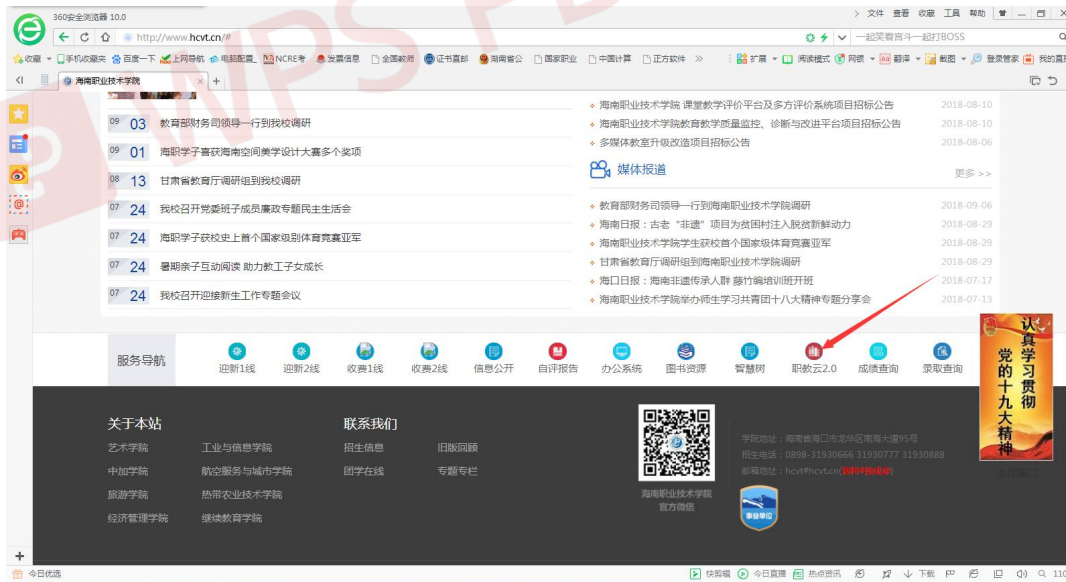 360安全浏览器 10.0
文件 查看 收藏 工具 帮助
http://www.hcvt.cn/#
一起笑看宫斗一起打BOSS
收藏 手机收藏夹 百度一下 上网导航 电脑配置 NCRE考 发票信息 全国教师 证书直邮 湖南省公 国家职业 中国计算 正方软件 » 扩展 阅读模式 网银 翻译 截图 登录管家 我的直播
海南职业技术学院
09 03 教育部财务司领导一行到我校调研
09 01 海职学子喜获海南空间美学设计大赛多个奖项
08 13 甘肃省教育厅调研组到我校调研
07 24 我校召开党委班子成员廉政专题民主生活会
07 24 海职学子获校史上首个国家级别体育竞赛亚军
07 24 暑期亲子互动阅读 助力教工子女成长
07 24 我校召开迎接新生工作专题会议
海南职业技术学院 课堂教学评价平台及多方评价系统项目招标公告 2018-08-10
海南职业技术学院教育教学质量监控、诊断与改进平台项目招标公告 2018-08-10
多媒体教室升级改造项目招标公告 2018-08-06
媒体报道 更多 >>
教育部财务司领导一行到海南职业技术学院调研 2018-09-06
海南日报：古老“非遗”项目为贫困村注入脱贫新鲜动力 2018-08-29
海南职业技术学院学生获校首个国家级体育竞赛亚军 2018-08-29
甘肃省教育厅调研组到海南职业技术学院调研 2018-08-29
海口日报：海南非遗传承人群 藤竹编培训班开班 2018-07-17
海南职业技术学院举办师生学习共青团十八大精神专题分享会 2018-07-13
服务导航 迎新1线 迎新2线 收费1线 收费2线 信息公开 自评报告 办公系统 图书资源 智慧树 职教云2.0 成绩查询 录取查询
认真学习贯彻
党的十九大精神
关于本站
艺术学院 工业与信息学院
中加学院 航空服务与城市学院
旅游学院 热带农业技术学院
经济管理学院 继续教育学院
联系我们
招生信息 旧版回顾
团学在线 专题专栏
海南职业技术学院
官方微信
学院地址：海南省海口市龙华区南海大道95号
招生电话：0898-31930666 31930777 31930888
邮箱地址：hcvt#hcvt.cn
事业单位
今日优选
快剪辑 今日直播 热点资讯 下载
WPS